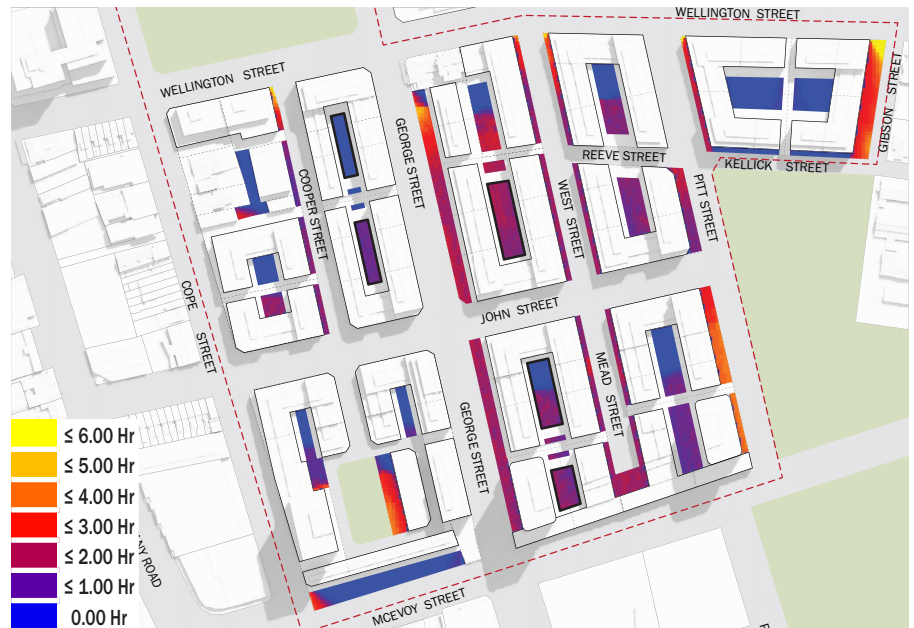 WELLINGTON STREET
WELLINGTON STREET
GEORGE STREET
COOPER STREET
REEVE STREET
KELLICK STREET
GIBSON STREET
WEST STREET
PITT STREET
COPE STREET
JOHN STREET
GEORGE STREET
MEAD STREET
MCEVOY STREET
NY ROAD
≤ 6.00 Hr
≤ 5.00 Hr
≤ 4.00 Hr
≤ 3.00 Hr
≤ 2.00 Hr
≤ 1.00 Hr
0.00 Hr